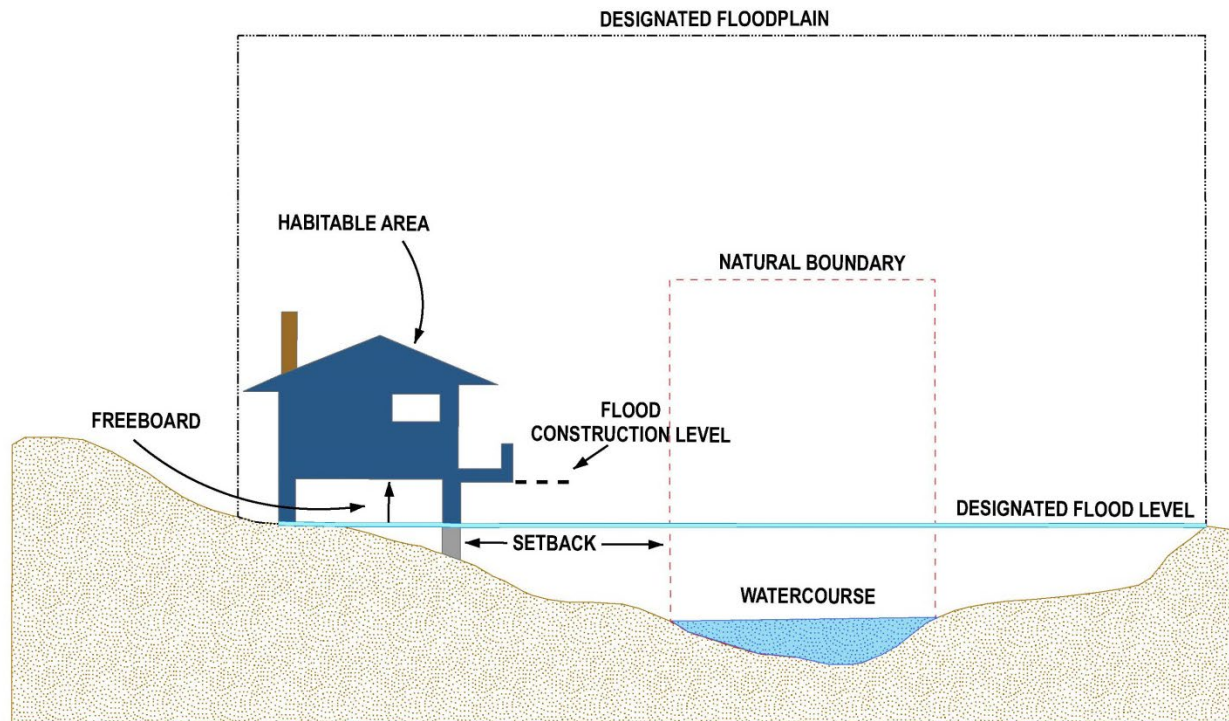 DESIGNATED FLOODPLAIN
HABITABLE AREA
NATURAL BOUNDARY
FREEBOARD
FLOOD
CONSTRUCTION LEVEL
DESIGNATED FLOOD LEVEL
SETBACK
WATERCOURSE